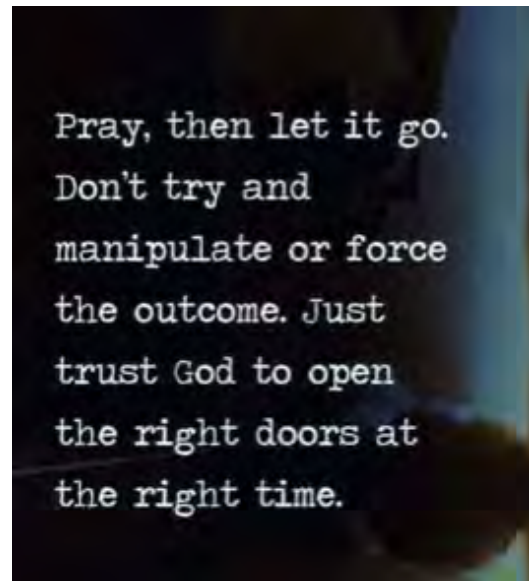 Pray, then let it go.
Don't try and
manipulate or force
the outcome. Just
trust God to open
the right doors at
the right time.